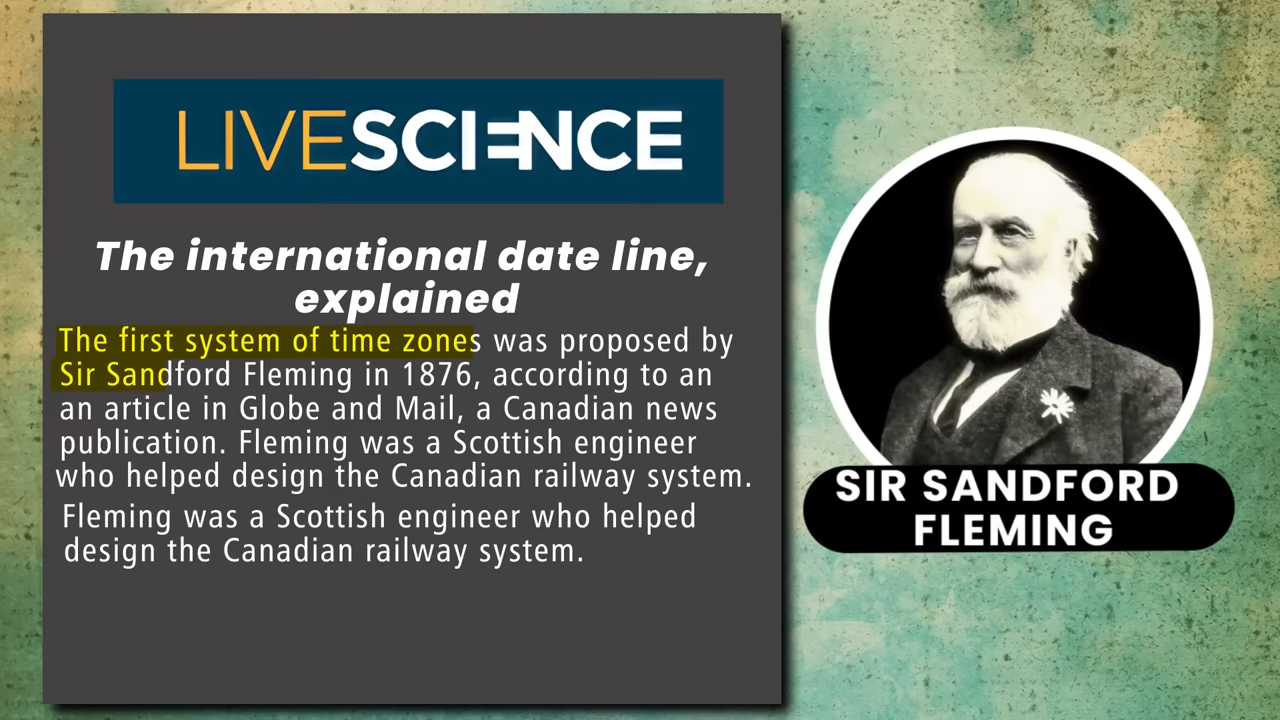 LIVESCIENCE
The international date line,
explained
The first system of time zones was proposed by
Sir Sandford Fleming in 1876, according to an
an article in Globe and Mail, a Canadian news
publication. Fleming was a Scottish engineer
who helped design the Canadian railway system.
Fleming was a Scottish engineer who helped
design the Canadian railway system.
SIR SANDFORD
FLEMING